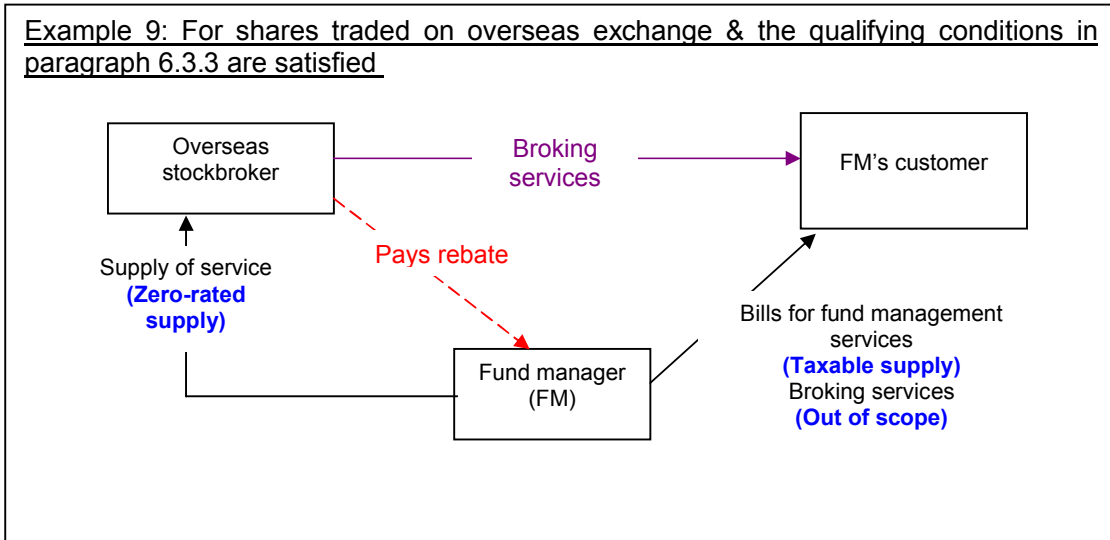 Example 9: For shares traded on overseas exchange & the qualifying conditions in
paragraph 6.3.3 are satisfied
Overseas
stockbroker
Broking
services
FM's customer
Pays rebate
Supply of service
(Zero-rated
supply)
Bills for fund management
services
(Taxable supply)
Broking services
(Out of scope)
Fund manager
(FM)